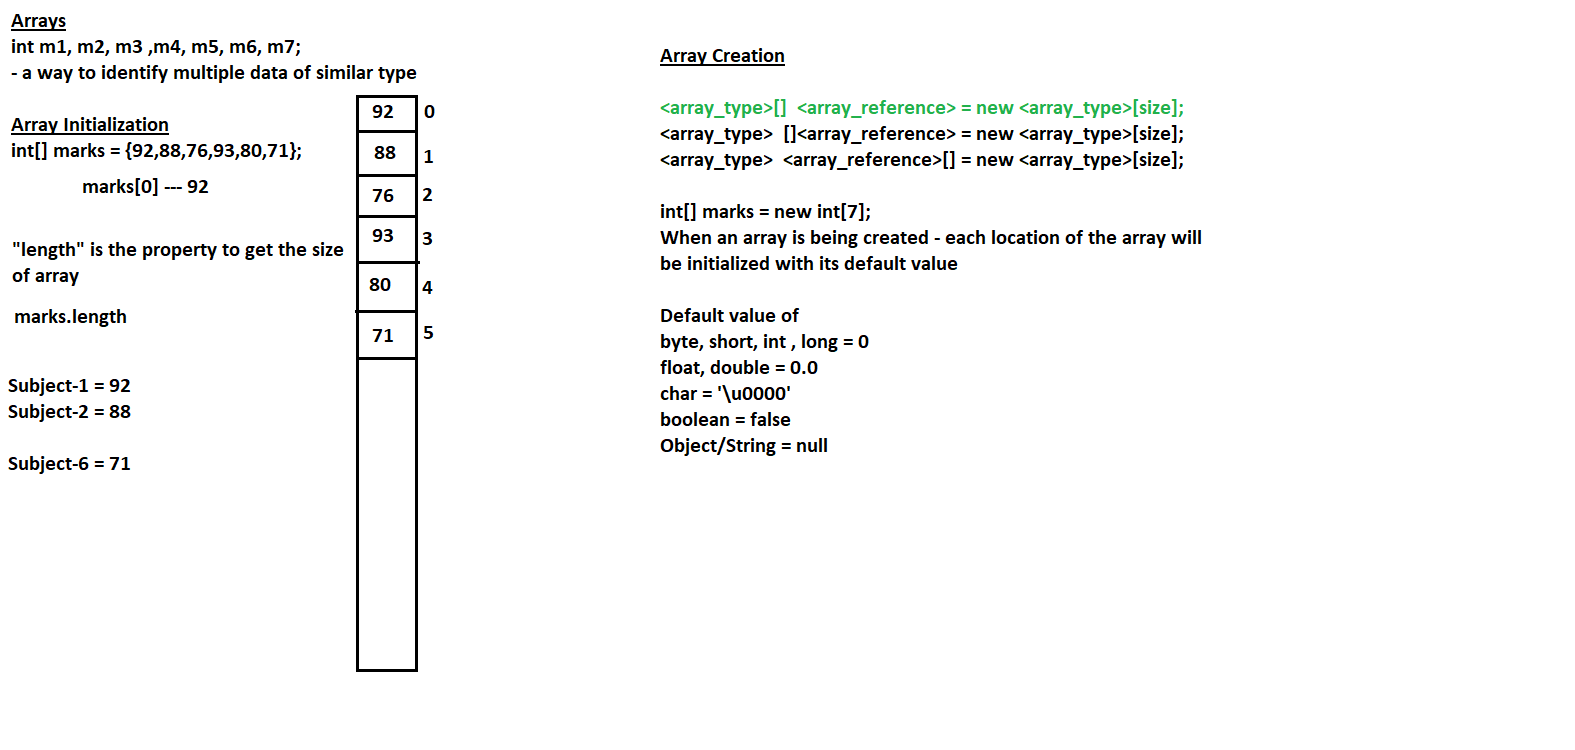 Arrays
int m1, m2, m3 ,m4, m5, m6, m7;
- a way to identify multiple data of similar type
Array Initialization
int[] marks = {92,88,76,93,80,71};
marks[0] --- 92
"length" is the property to get the size
of array
marks.length
Subject-1 = 92
Subject-2 = 88
Subject-6 = 71
92 0
88 1
76 2
93 3
80 4
71 5
Array Creation
<array_type>[]  <array_reference> = new <array_type>[size];
<array_type>  []<array_reference> = new <array_type>[size];
<array_type>  <array_reference>[] = new <array_type>[size];
int[] marks = new int[7];
When an array is being created - each location of the array will
be initialized with its default value
Default value of
byte, short, int , long = 0
float, double = 0.0
char = '\u0000'
boolean = false
Object/String = null